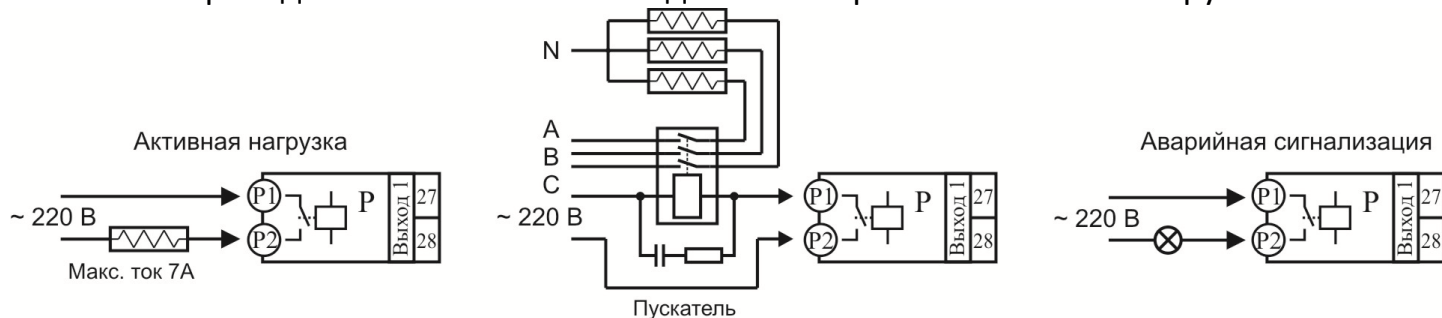 Активная нагрузка
~ 220 В
Макс. ток 7А
P1
P2
P
Выход 1
27
28
N
A
B
B
C
~ 220 В
Пускатель
P1
P2
P
Выход 1
27
28
Аварийная сигнализация
~ 220 В
P1
P2
P
Выход 1
27
28